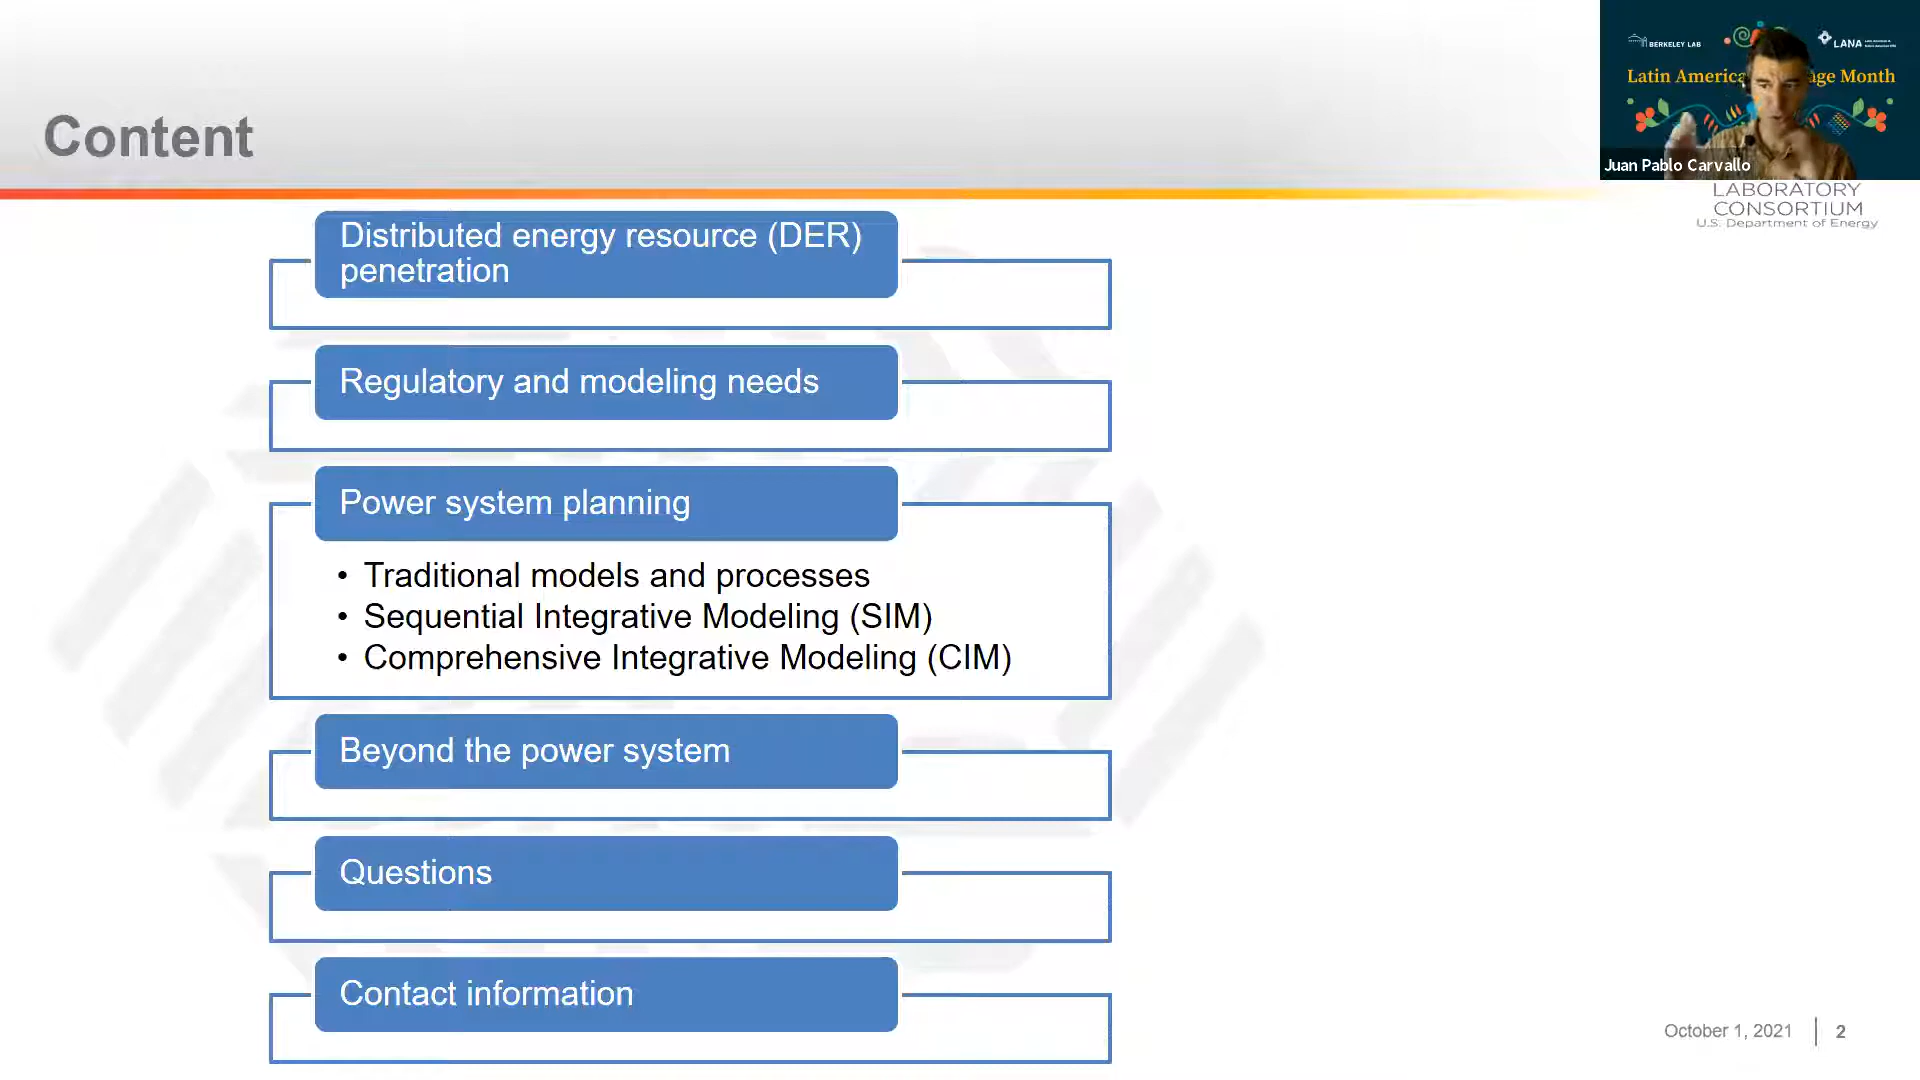 Content
BERKELEY LAB
LANA
Latin America
age Month
Juan Pablo Carvallo
LABORATORY
CONSORTIUM
U.S. Department of Energy
Distributed energy resource (DER)
penetration
Regulatory and modeling needs
Power system planning
• Traditional models and processes
• Sequential Integrative Modeling (SIM)
• Comprehensive Integrative Modeling (CIM)
Beyond the power system
Questions
Contact information
October 1, 2021
2